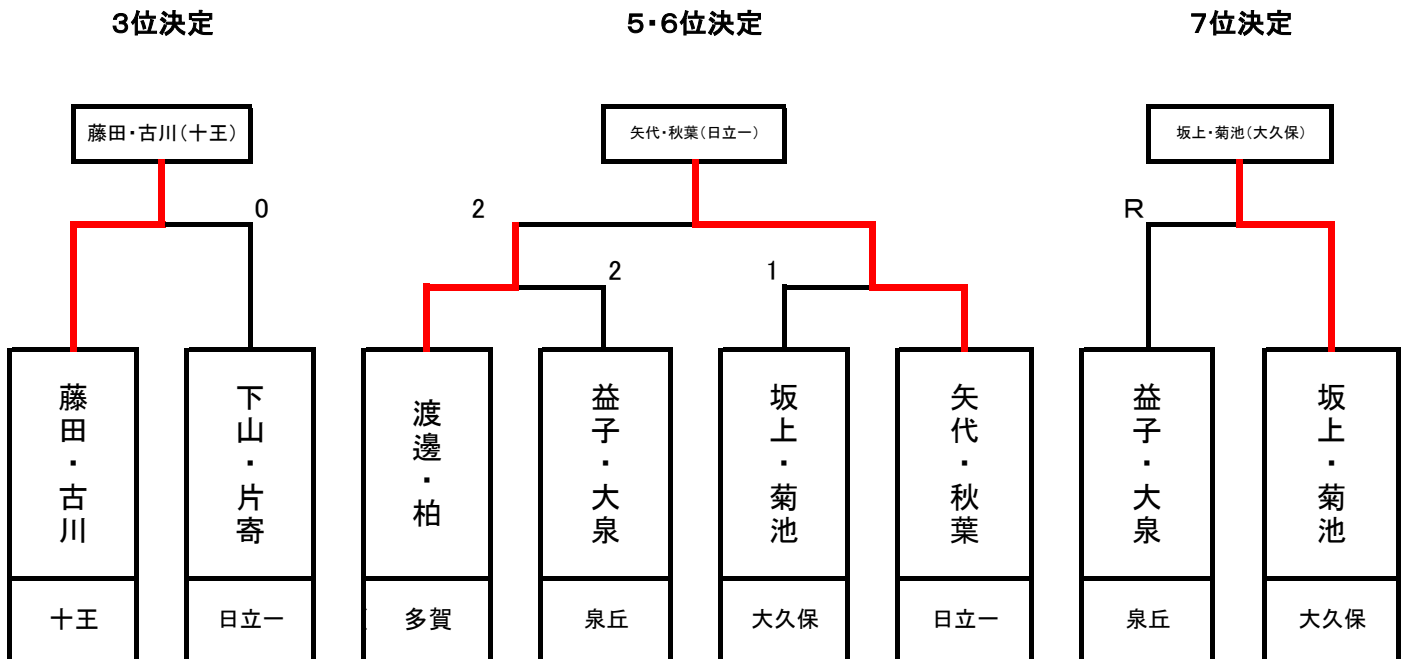 3位決定
5・6位決定
7位決定
藤田・古川(十王)
矢代・秋葉(日立一)
坂上・菊池(大久保)
0
2
R
2
1
藤田・古川
下山・片寄
渡邊・柏
益子・大泉
坂上・菊池
矢代・秋葉
益子・大泉
坂上・菊池
十王
日立一
多賀
泉丘
大久保
日立一
泉丘
大久保